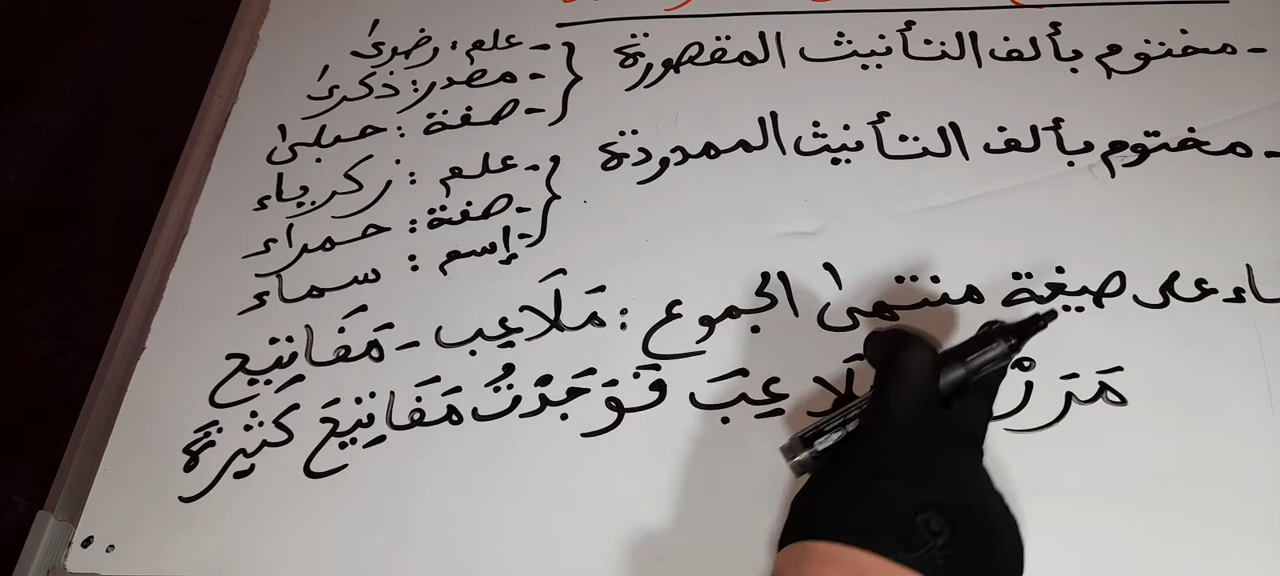 - مختوم بألف التأنيث المقصورة
- علم: رضوى
- مصدر: ذكرى
- صفة: حبلى
- مختوم بألف التأنيث الممدودة
- علم: زكرياء
- صفة: حمراء
- إسم: سماء
على صيغة منتهى الجموع: مَلَاعِب - مَفَاتِيح
عِبَ فَوَجَدْتُ مَفَاتِيحَ كَثِيرَةً